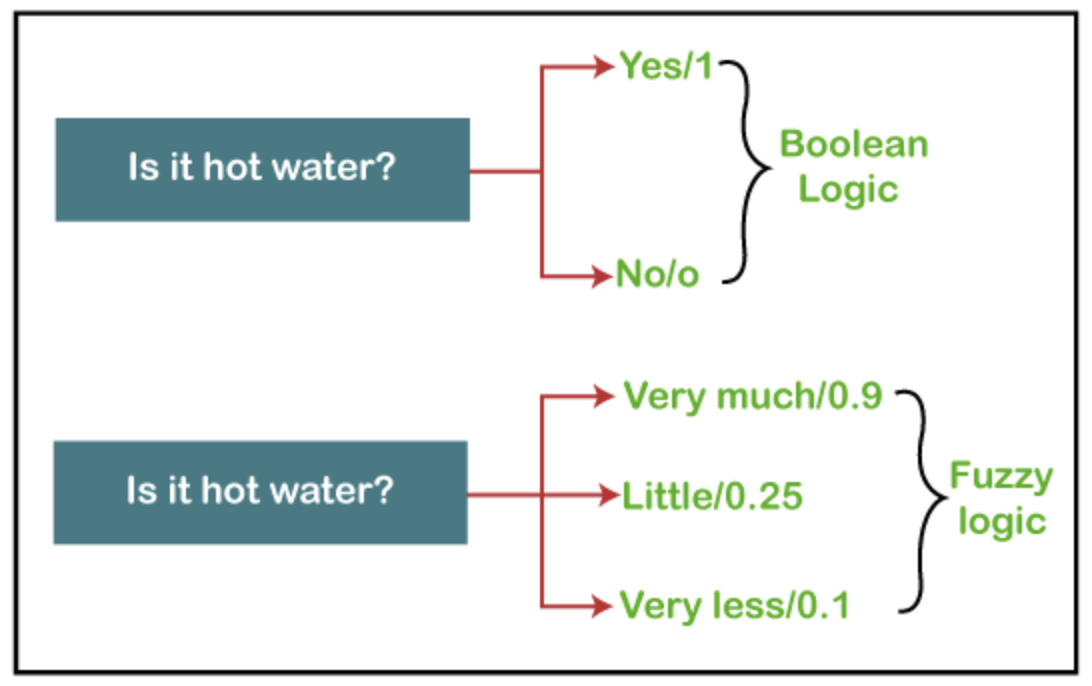 Is it hot water?
Yes/1
No/o
Boolean
Logic
Is it hot water?
Very much/0.9
Little/0.25
Very less/0.1
Fuzzy
logic